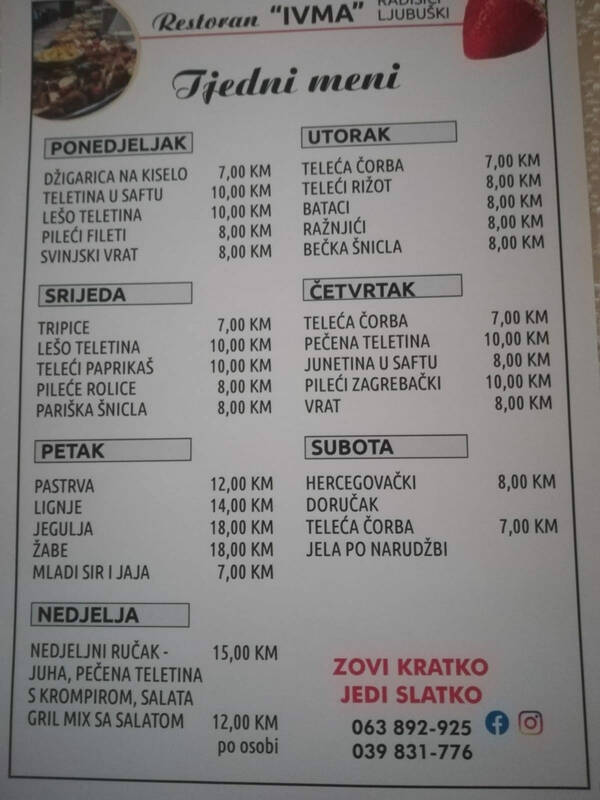 Restoran "IVMA" RADIŠIĆI
LJUBUŠKI
Tjedni meni
PONEDJELJAK
DŽIGARICA NA KISELO 7,00 KM
TELETINA U SAFTU 10,00 KM
LEŠO TELETINA 10,00 KM
PILEĆI FILETI 8,00 KM
SVINJSKI VRAT 8,00 KM
UTORAK
TELEĆA ČORBA 7,00 KM
TELEĆI RIŽOT 8,00 KM
BATACI 8,00 KM
RAŽNJIĆI 8,00 KM
BEČKA ŠNICLA 8,00 KM
SRIJEDA
TRIPICE 7,00 KM
LEŠO TELETINA 10,00 KM
TELEĆI PAPRIKAŠ 10,00 KM
PILEĆE ROLICE 8,00 KM
PARIŠKA ŠNICLA 8,00 KM
ČETVRTAK
TELEĆA ČORBA 7,00 KM
PEČENA TELETINA 10,00 KM
JUNETINA U SAFTU 8,00 KM
PILEĆI ZAGREBAČKI 10,00 KM
VRAT 8,00 KM
PETAK
PASTRVA 12,00 KM
LIGNJE 14,00 KM
JEGULJA 18,00 KM
ŽABE 18,00 KM
MLADI SIR I JAJA 7,00 KM
SUBOTA
HERCEGOVAČKI 8,00 KM
DORUČAK
TELEĆA ČORBA 7,00 KM
JELA PO NARUDŽBI
NEDJELJA
NEDJELJNI RUČAK - 15,00 KM
JUHA, PEČENA TELETINA
S KROMPIROM, SALATA
GRIL MIX SA SALATOM 12,00 KM
po osobi
ZOVI KRATKO
JEDI SLATKO
063 892-925
039 831-776